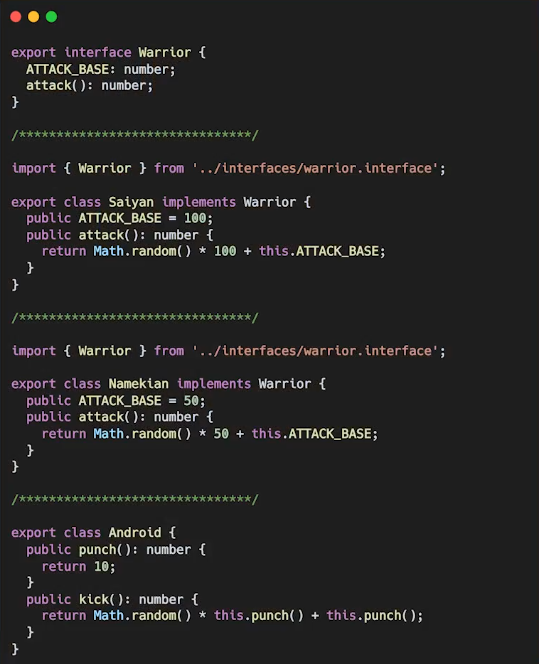 export interface Warrior {
  ATTACK_BASE: number;
  attack(): number;
}
/*******************************/
import { Warrior } from '../interfaces/warrior.interface';
export class Saiyan implements Warrior {
  public ATTACK_BASE = 100;
  public attack(): number {
    return Math.random() * 100 + this.ATTACK_BASE;
  }
}
/*******************************/
import { Warrior } from '../interfaces/warrior.interface';
export class Namekian implements Warrior {
  public ATTACK_BASE = 50;
  public attack(): number {
    return Math.random() * 50 + this.ATTACK_BASE;
  }
}
/*******************************/
export class Android {
  public punch(): number {
    return 10;
  }
  public kick(): number {
    return Math.random() * this.punch() + this.punch();
  }
}